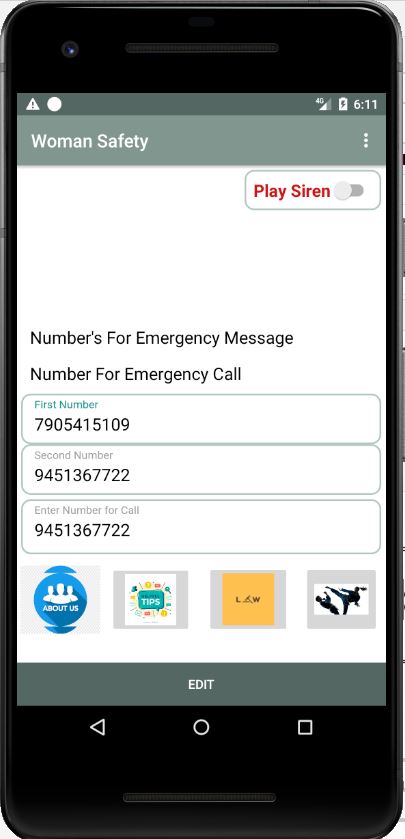 4G 6:11
Woman Safety
Play Siren
Number's For Emergency Message
Number For Emergency Call
First Number
7905415109
Second Number
9451367722
Enter Number for Call
9451367722
ABOUT US
TIPS
LAW
EDIT